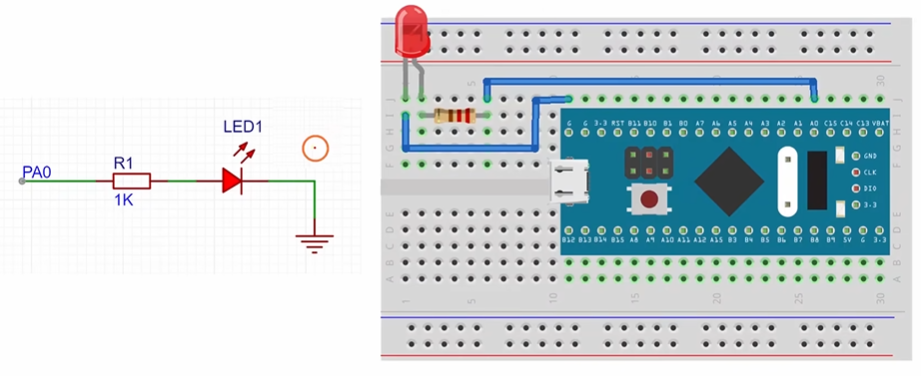 PA0
R1
1K
LED1
5
30
J
J
I
H
G
F
G G 3.3 RST B11 B10 B1 B0 A7 A6 A5 A4 A3 A2 A1 A0 C15 C14 C13 VBAT
GND
CLK
DIO
3.3
B12 B13 B14 B15 A8 A9 A10 A11 A12 A15 B3 B4 B5 B6 B7 B8 B9 5V G 3.3
E
D
C
B
A
E
D
C
B
A
1
5
10
15
20
25
30